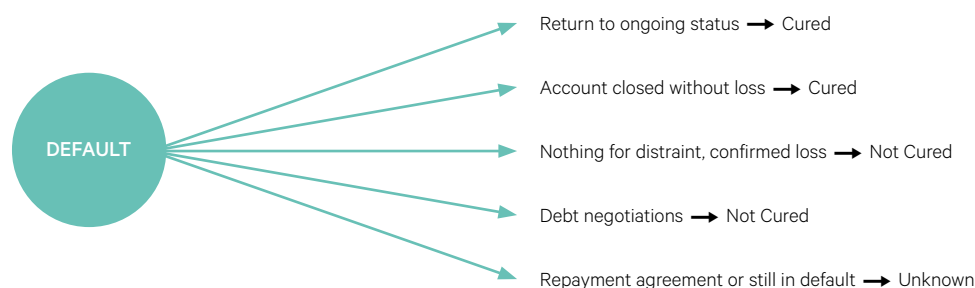 Return to ongoing status → Cured
Account closed without loss → Cured
DEFAULT
Nothing for distraint, confirmed loss → Not Cured
Debt negotiations → Not Cured
Repayment agreement or still in default → Unknown